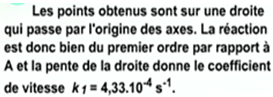 Les points obtenus sont sur une droite
qui passe par l'origine des axes. La réaction
est donc bien du premier ordre par rapport à
A et la pente de la droite donne le coefficient
de vitesse k₁ = 4,33.10⁻⁴ s⁻¹.